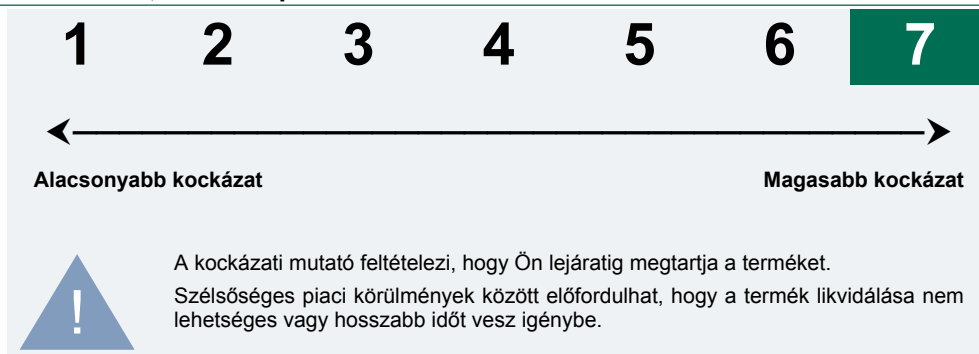 1 2 3 4 5 6 7
Alacsonyabb kockázat Magasabb kockázat
A kockázati mutató feltételezi, hogy Ön lejáratig megtartja a terméket.
Szélsőséges piaci körülmények között előfordulhat, hogy a termék likvidálása nem
lehetséges vagy hosszabb időt vesz igénybe.
!